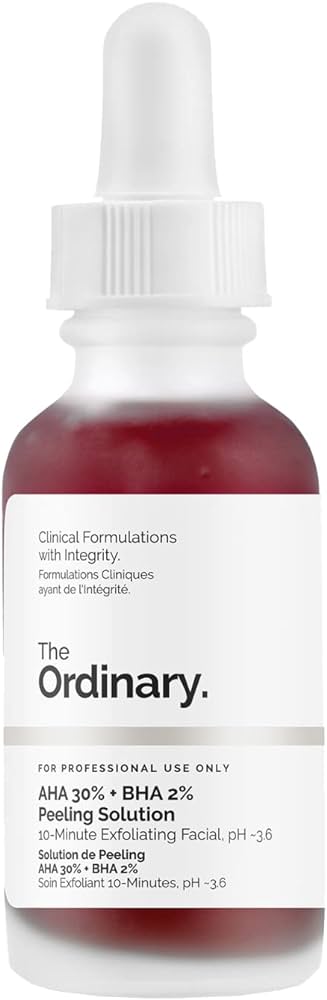 Clinical Formulations
with Integrity.
Formulations Cliniques
ayant de l'Intégrité.
The
Ordinary.
FOR PROFESSIONAL USE ONLY
AHA 30% + BHA 2%
Peeling Solution
10-Minute Exfoliating Facial, pH ~3.6
Solution de Peeling
AHA 30% + BHA 2%
Soin Exfoliant 10-Minutes, pH ~3.6